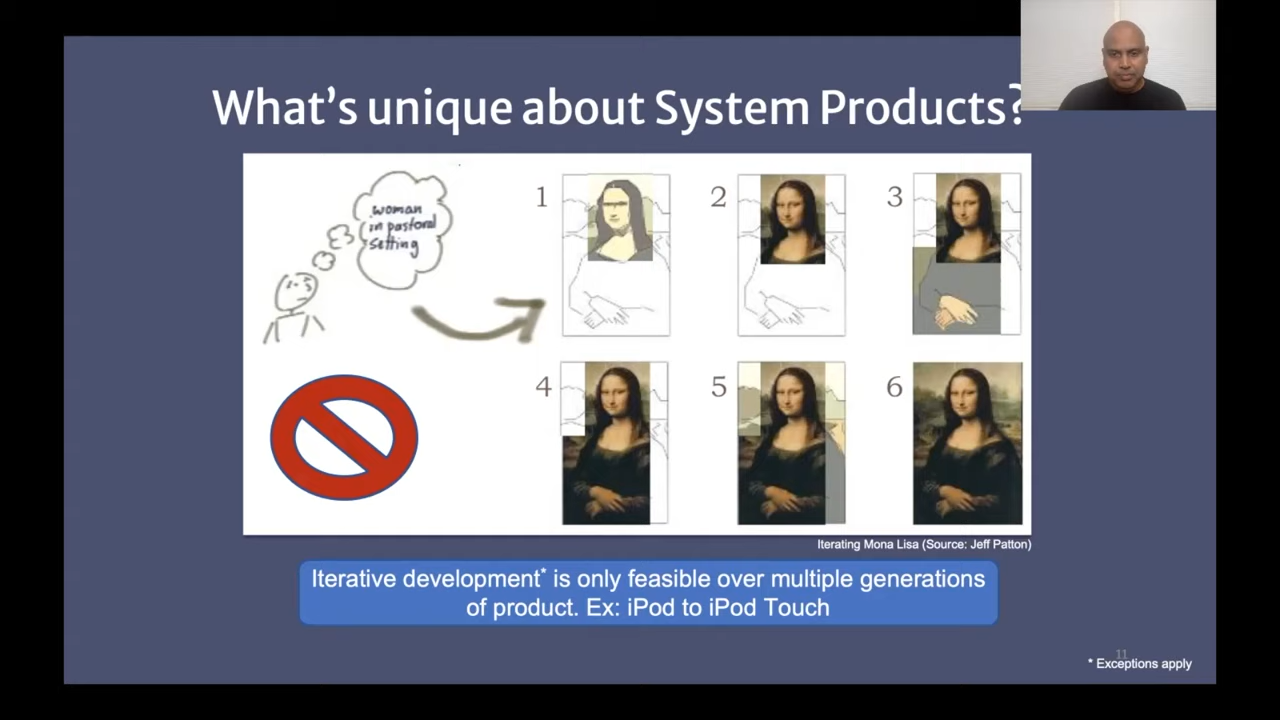 What's unique about System Products?
woman
in pastoral
setting
1
2
3
4
5
6
Iterating Mona Lisa (Source: Jeff Patton)
Iterative development* is only feasible over multiple generations
of product. Ex: iPod to iPod Touch
11
* Exceptions apply